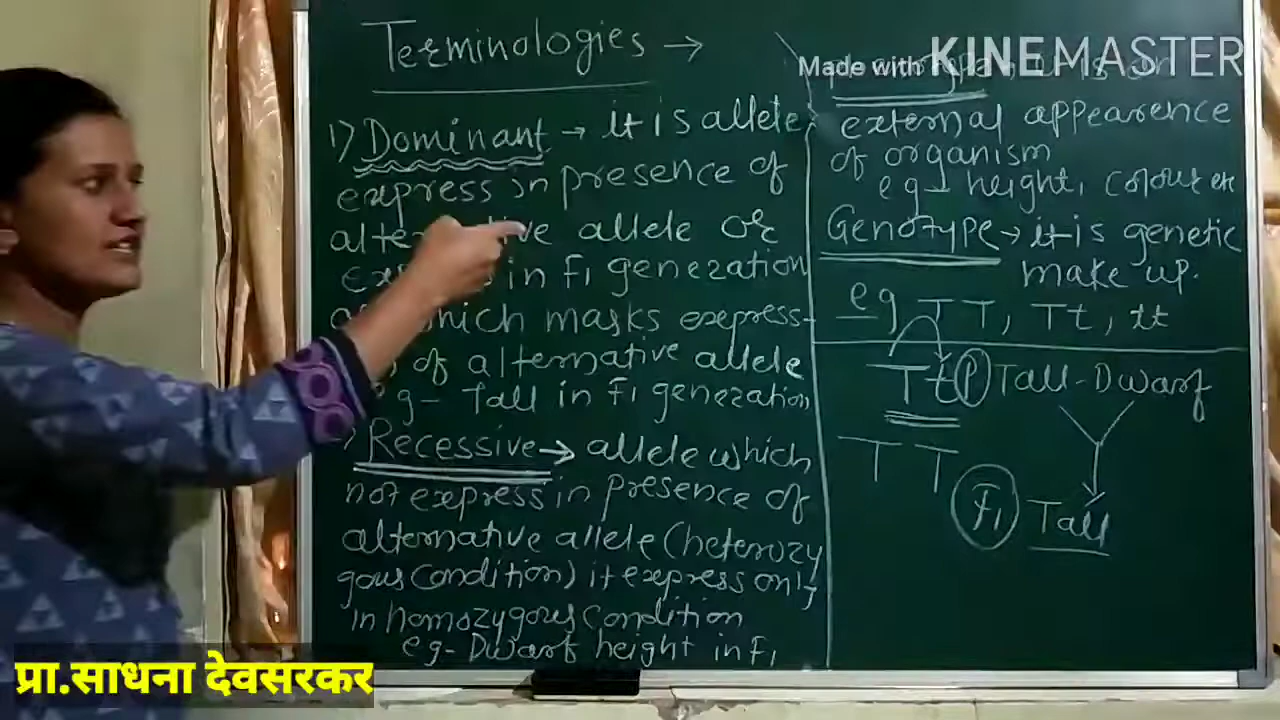 Terminologies →
1) Dominant → it is allele
express in presence of
alternative allele or
in F1 generation
which masks express-
of alternative allele
eg- Tall in F1 generation
Recessive → allele which
not express in presence of
alternative allele (heterozy
gous condition) it express only
in homozygous condition
eg- Dwarf height in F1
Made with KINEMASTER
external appearence
of organism
eg- height, colour etc
Genotype → it is genetic
make up.
eg TT, Tt, tt
Tt (P) Tall-Dwarf
TT
F1 Tall
प्रा.साधना देवसरकर